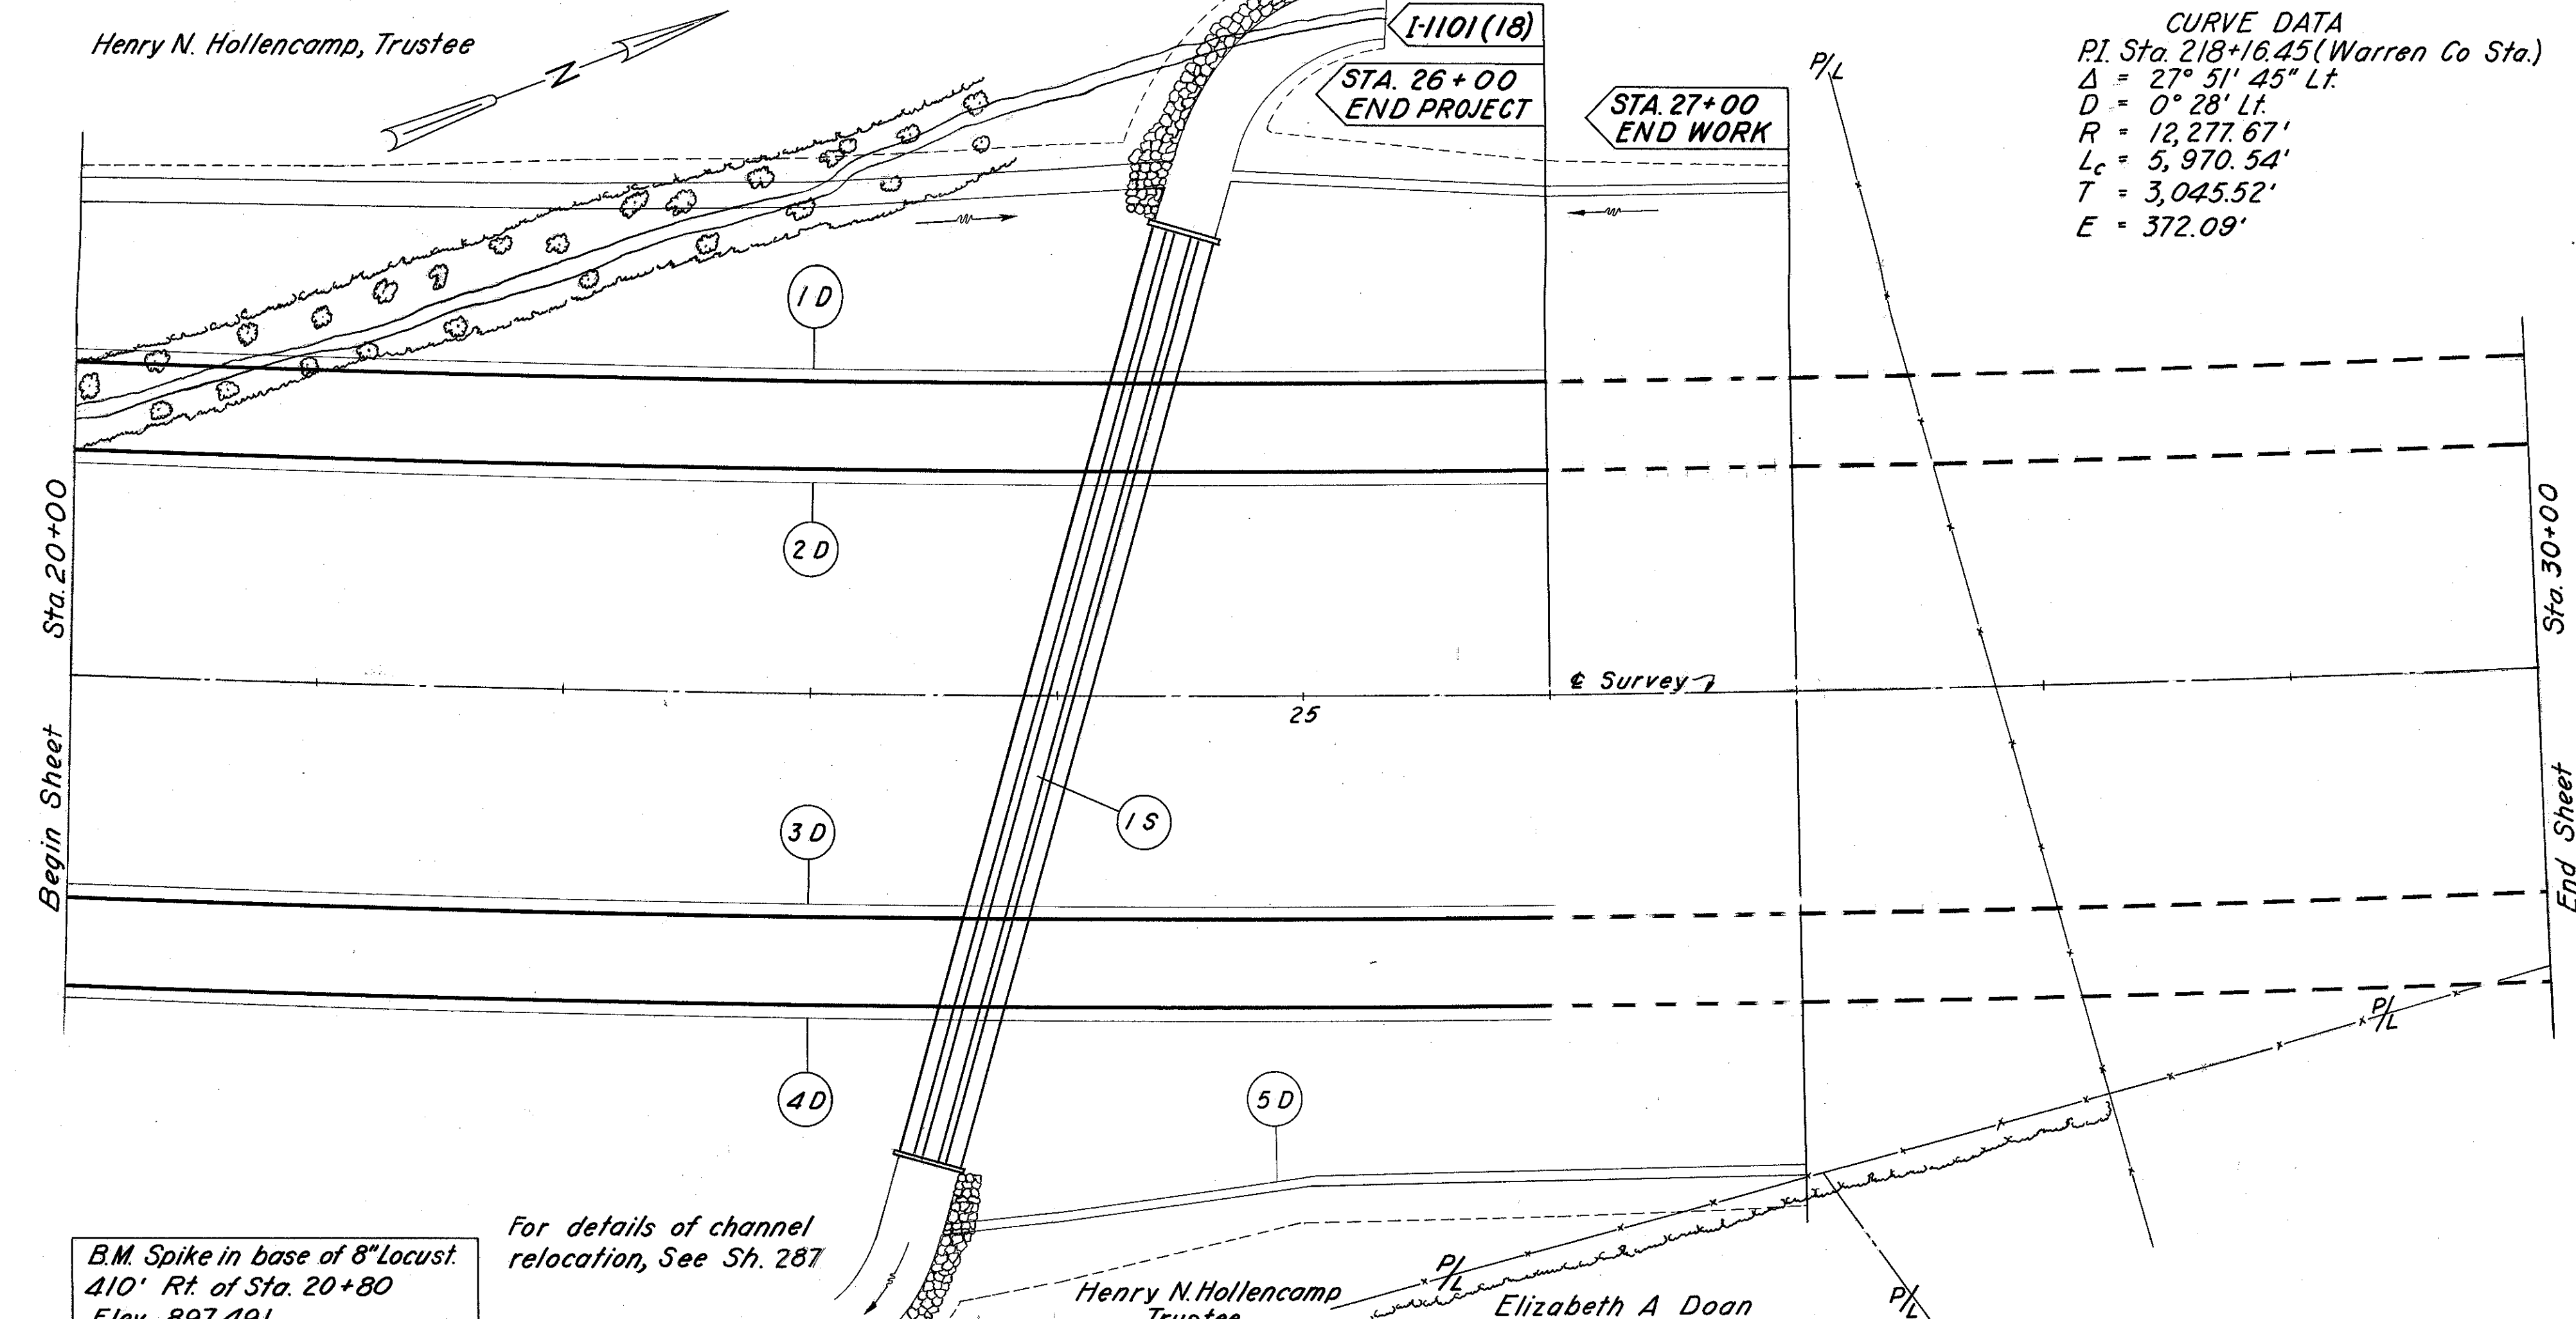 Henry N. Hollencamp, Trustee
N
I-1101(18)
STA. 26+00
END PROJECT
STA. 27+00
END WORK
P/L
CURVE DATA
P.I. Sta. 218+16.45 (Warren Co Sta.)
Δ = 27° 51' 45" Lt.
D = 0° 28' Lt.
R = 12,277.67'
Lc = 5,970.54'
T = 3,045.52'
E = 372.09'
1 D
2 D
Begin Sheet Sta. 20+00
End Sheet Sta. 30+00
₵ Survey
25
3 D
1 S
4 D
5 D
P/L
B.M. Spike in base of 8" Locust.
410' Rt. of Sta. 20+80
Elev. 897.491
For details of channel
relocation, See Sh. 287
Henry N. Hollencamp
Trustee
P/L
Elizabeth A Doan
P/L